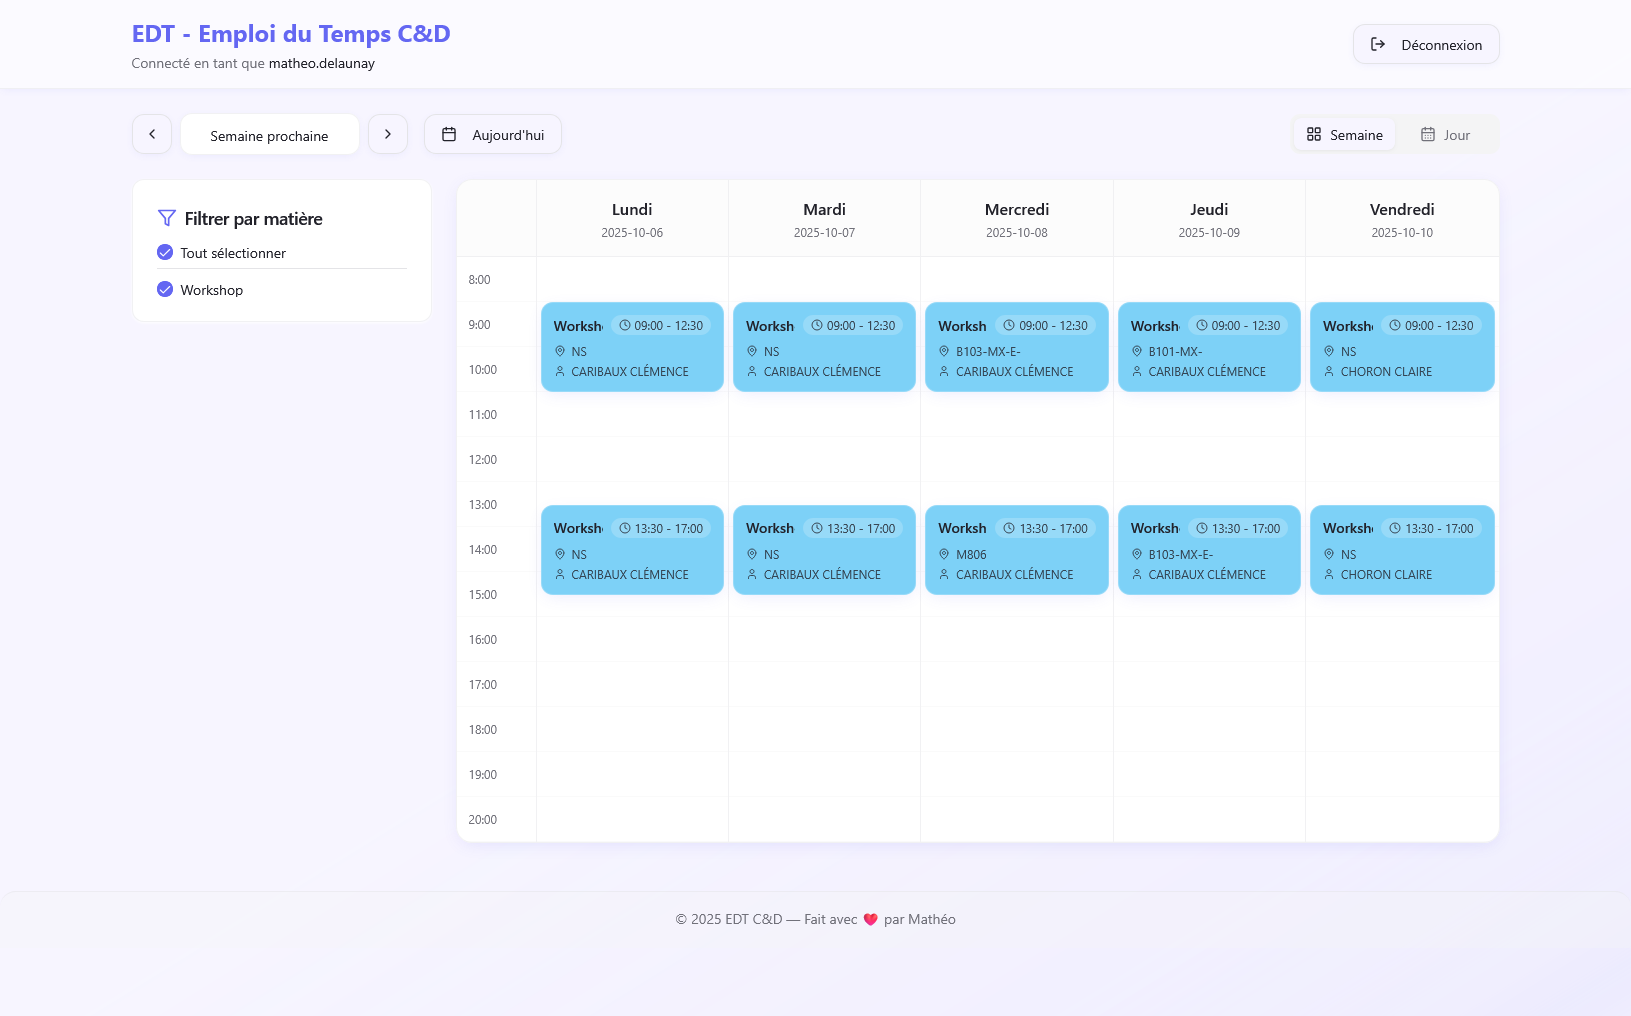 EDT - Emploi du Temps C&D
Connecté en tant que matheo.delaunay
Déconnexion
Semaine prochaine
Aujourd'hui
Semaine
Jour
Filtrer par matière
Tout sélectionner
Workshop
Lundi
2025-10-06
Mardi
2025-10-07
Mercredi
2025-10-08
Jeudi
2025-10-09
Vendredi
2025-10-10
8:00
9:00
10:00
11:00
12:00
13:00
14:00
15:00
16:00
17:00
18:00
19:00
20:00
Worksh 09:00 - 12:30
NS
CARIBAUX CLÉMENCE
Worksh 09:00 - 12:30
NS
CARIBAUX CLÉMENCE
Worksh 09:00 - 12:30
B103-MX-E-
CARIBAUX CLÉMENCE
Worksh 09:00 - 12:30
B101-MX-
CARIBAUX CLÉMENCE
Worksh 09:00 - 12:30
NS
CHORON CLAIRE
Worksh 13:30 - 17:00
NS
CARIBAUX CLÉMENCE
Worksh 13:30 - 17:00
NS
CARIBAUX CLÉMENCE
Worksh 13:30 - 17:00
M806
CARIBAUX CLÉMENCE
Worksh 13:30 - 17:00
B103-MX-E-
CARIBAUX CLÉMENCE
Worksh 13:30 - 17:00
NS
CHORON CLAIRE
© 2025 EDT C&D — Fait avec ❤️ par Mathéo